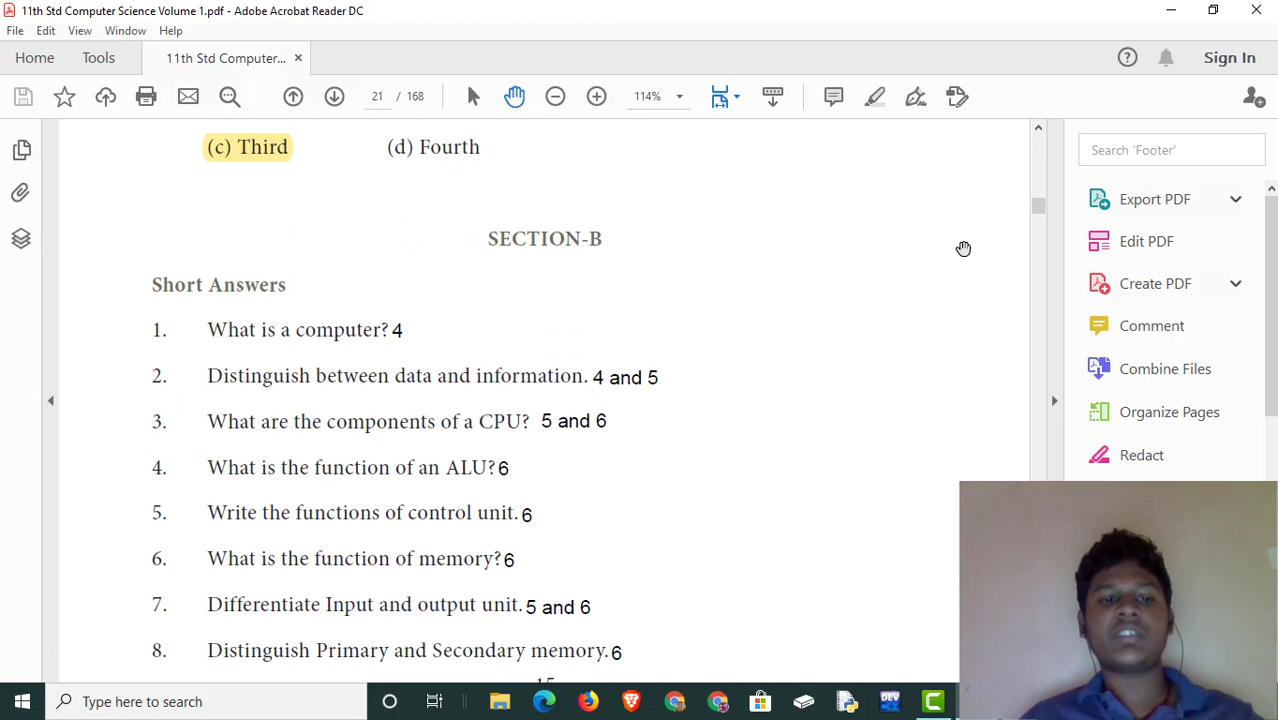 11th Std Computer Science Volume 1.pdf - Adobe Acrobat Reader DC
File Edit View Window Help
Home Tools 11th Std Computer... × Sign In
21 / 168 114%
(c) Third (d) Fourth
Search 'Footer'
Export PDF
SECTION-B
Edit PDF
Short Answers
Create PDF
1. What is a computer? 4
Comment
2. Distinguish between data and information. 4 and 5
Combine Files
3. What are the components of a CPU? 5 and 6
Organize Pages
4. What is the function of an ALU? 6
Redact
5. Write the functions of control unit. 6
6. What is the function of memory? 6
7. Differentiate Input and output unit. 5 and 6
8. Distinguish Primary and Secondary memory. 6
Type here to search
DEV